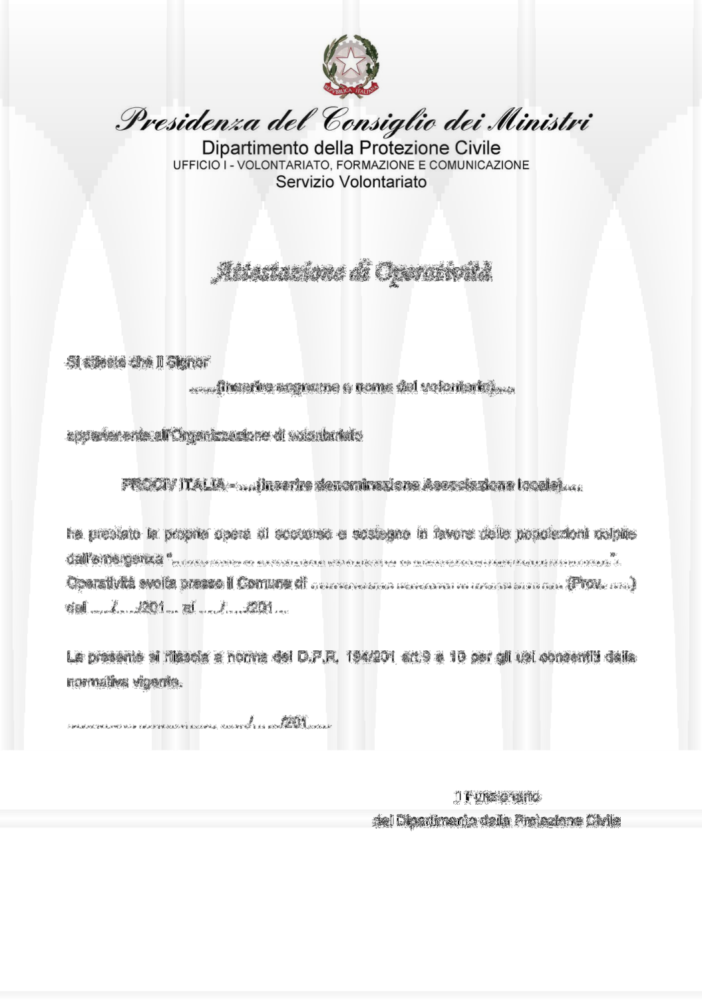 REPVBBLICA ITALIANA
Presidenza del Consiglio dei Ministri
Dipartimento della Protezione Civile
UFFICIO I - VOLONTARIATO, FORMAZIONE E COMUNICAZIONE
Servizio Volontariato
Attestazione di Operatività
Si attesta che il Signor
......(inserire cognome e nome del volontario).....
appartenente all'Organizzazione di volontariato
PROCIV ITALIA - ....(inserire denominazione Associazione locale).....
ha prestato la propria opera di soccorso e sostegno in favore delle popolazioni colpite
dall'emergenza "........................................................................".
Operatività svolta presso il Comune di ........................................................ (Prov. .....)
dal ...../...../201... al ...../...../201...
La presente si rilascia a norma del D.P.R. 194/201 art.9 e 10 per gli usi consentiti dalla
normativa vigente.
................................, ....../....../201.....
Il Funzionario
del Dipartimento della Protezione Civile